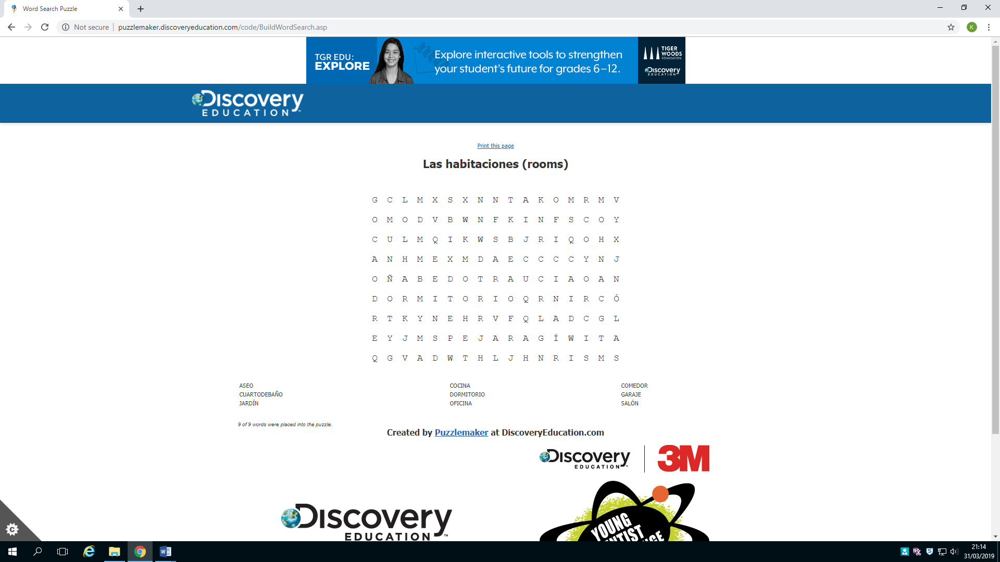 Word Search Puzzle
Not secure
puzzlemaker.discoveryeducation.com/code/BuildWordSearch.asp
K
TGR EDU:
EXPLORE
Explore interactive tools to strengthen
your student's future for grades 6–12.
TIGER
WOODS
FOUNDATION
Discovery
EDUCATION
Discovery
EDUCATION
Print this page
Las habitaciones (rooms)
G C L M X S X N N T A K O M R M V
O M O D V B W N F K I N F S C O Y
C U L M Q I K W S B J R I Q O H X
A N H M E X M D A E C C C C Y N J
O Ñ A B E D O T R A U C I A O A N
D O R M I T O R I O Q R N I R C Ó
R T K Y N E H R V F Q L A D C G L
E Y J M S P E J A R A G Í W I T A
Q G V A D W T H L J H N R I S M S
ASEO COCINA COMEDOR
CUARTODEBAÑO DORMITORIO GARAJE
JARDÍN OFICINA SALÓN
9 of 9 words were placed into the puzzle.
Created by Puzzlemaker at DiscoveryEducation.com
Discovery
EDUCATION
3M
Discovery
EDUCATION
YOUNG
21:14
31/03/2019